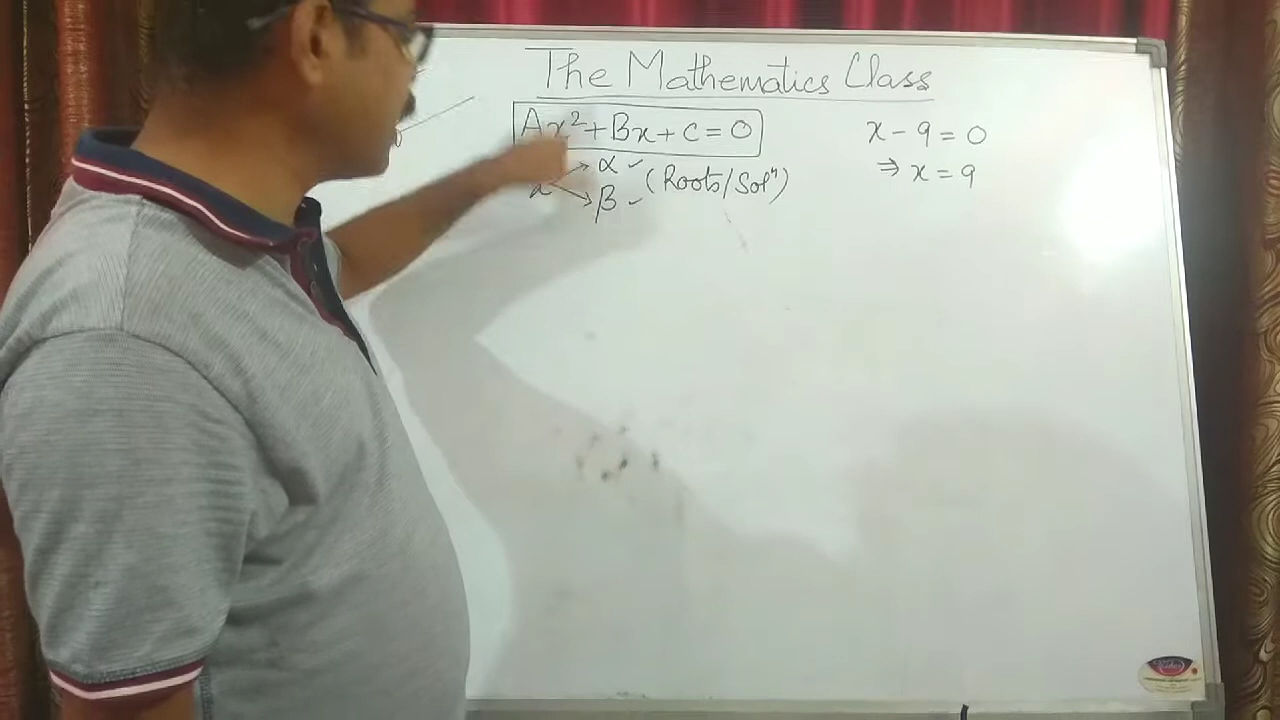 The Mathematics Class
Ax²+Bx+C=0
α ✓
β ✓
(Roots/Solⁿ)
x-9=0
⇒ x=9